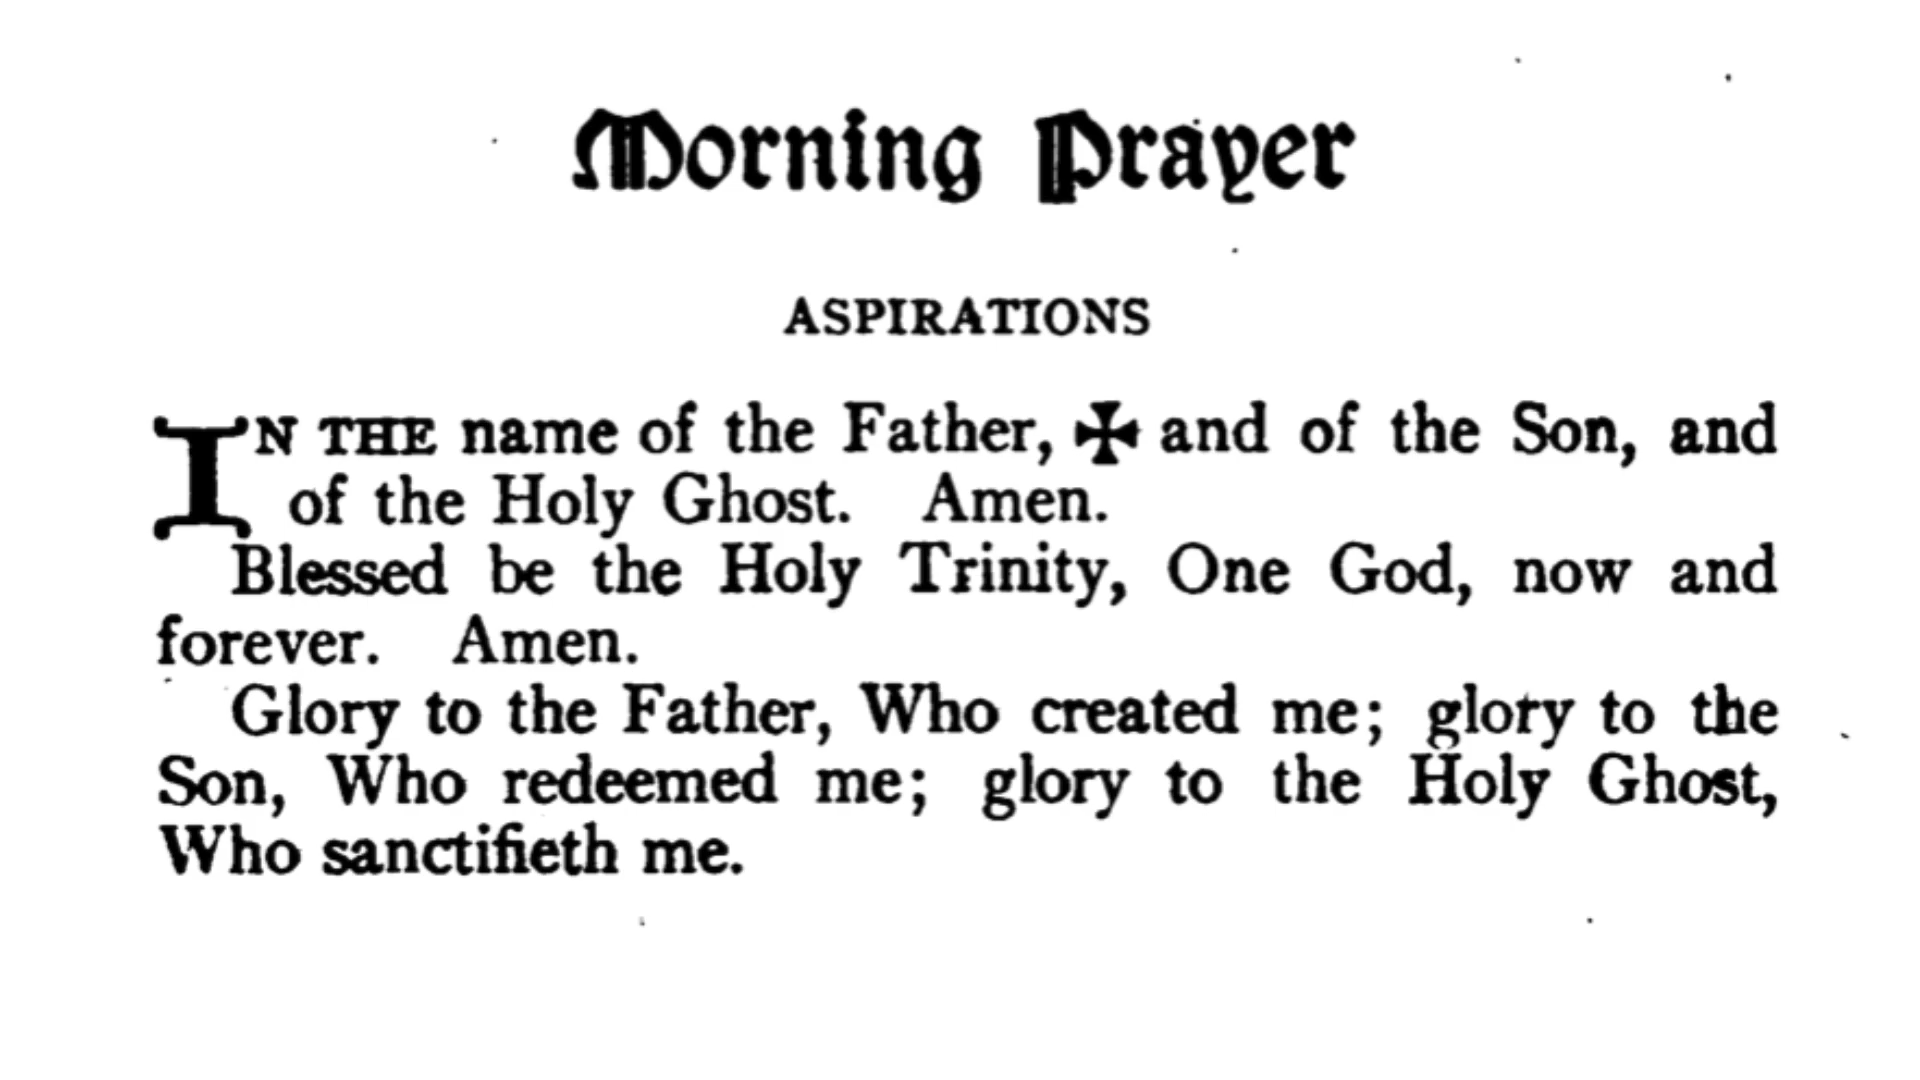 Morning Prayer
ASPIRATIONS
IN THE name of the Father, ✠ and of the Son, and
of the Holy Ghost. Amen.
Blessed be the Holy Trinity, One God, now and
forever. Amen.
Glory to the Father, Who created me; glory to the
Son, Who redeemed me; glory to the Holy Ghost,
Who sanctifieth me.